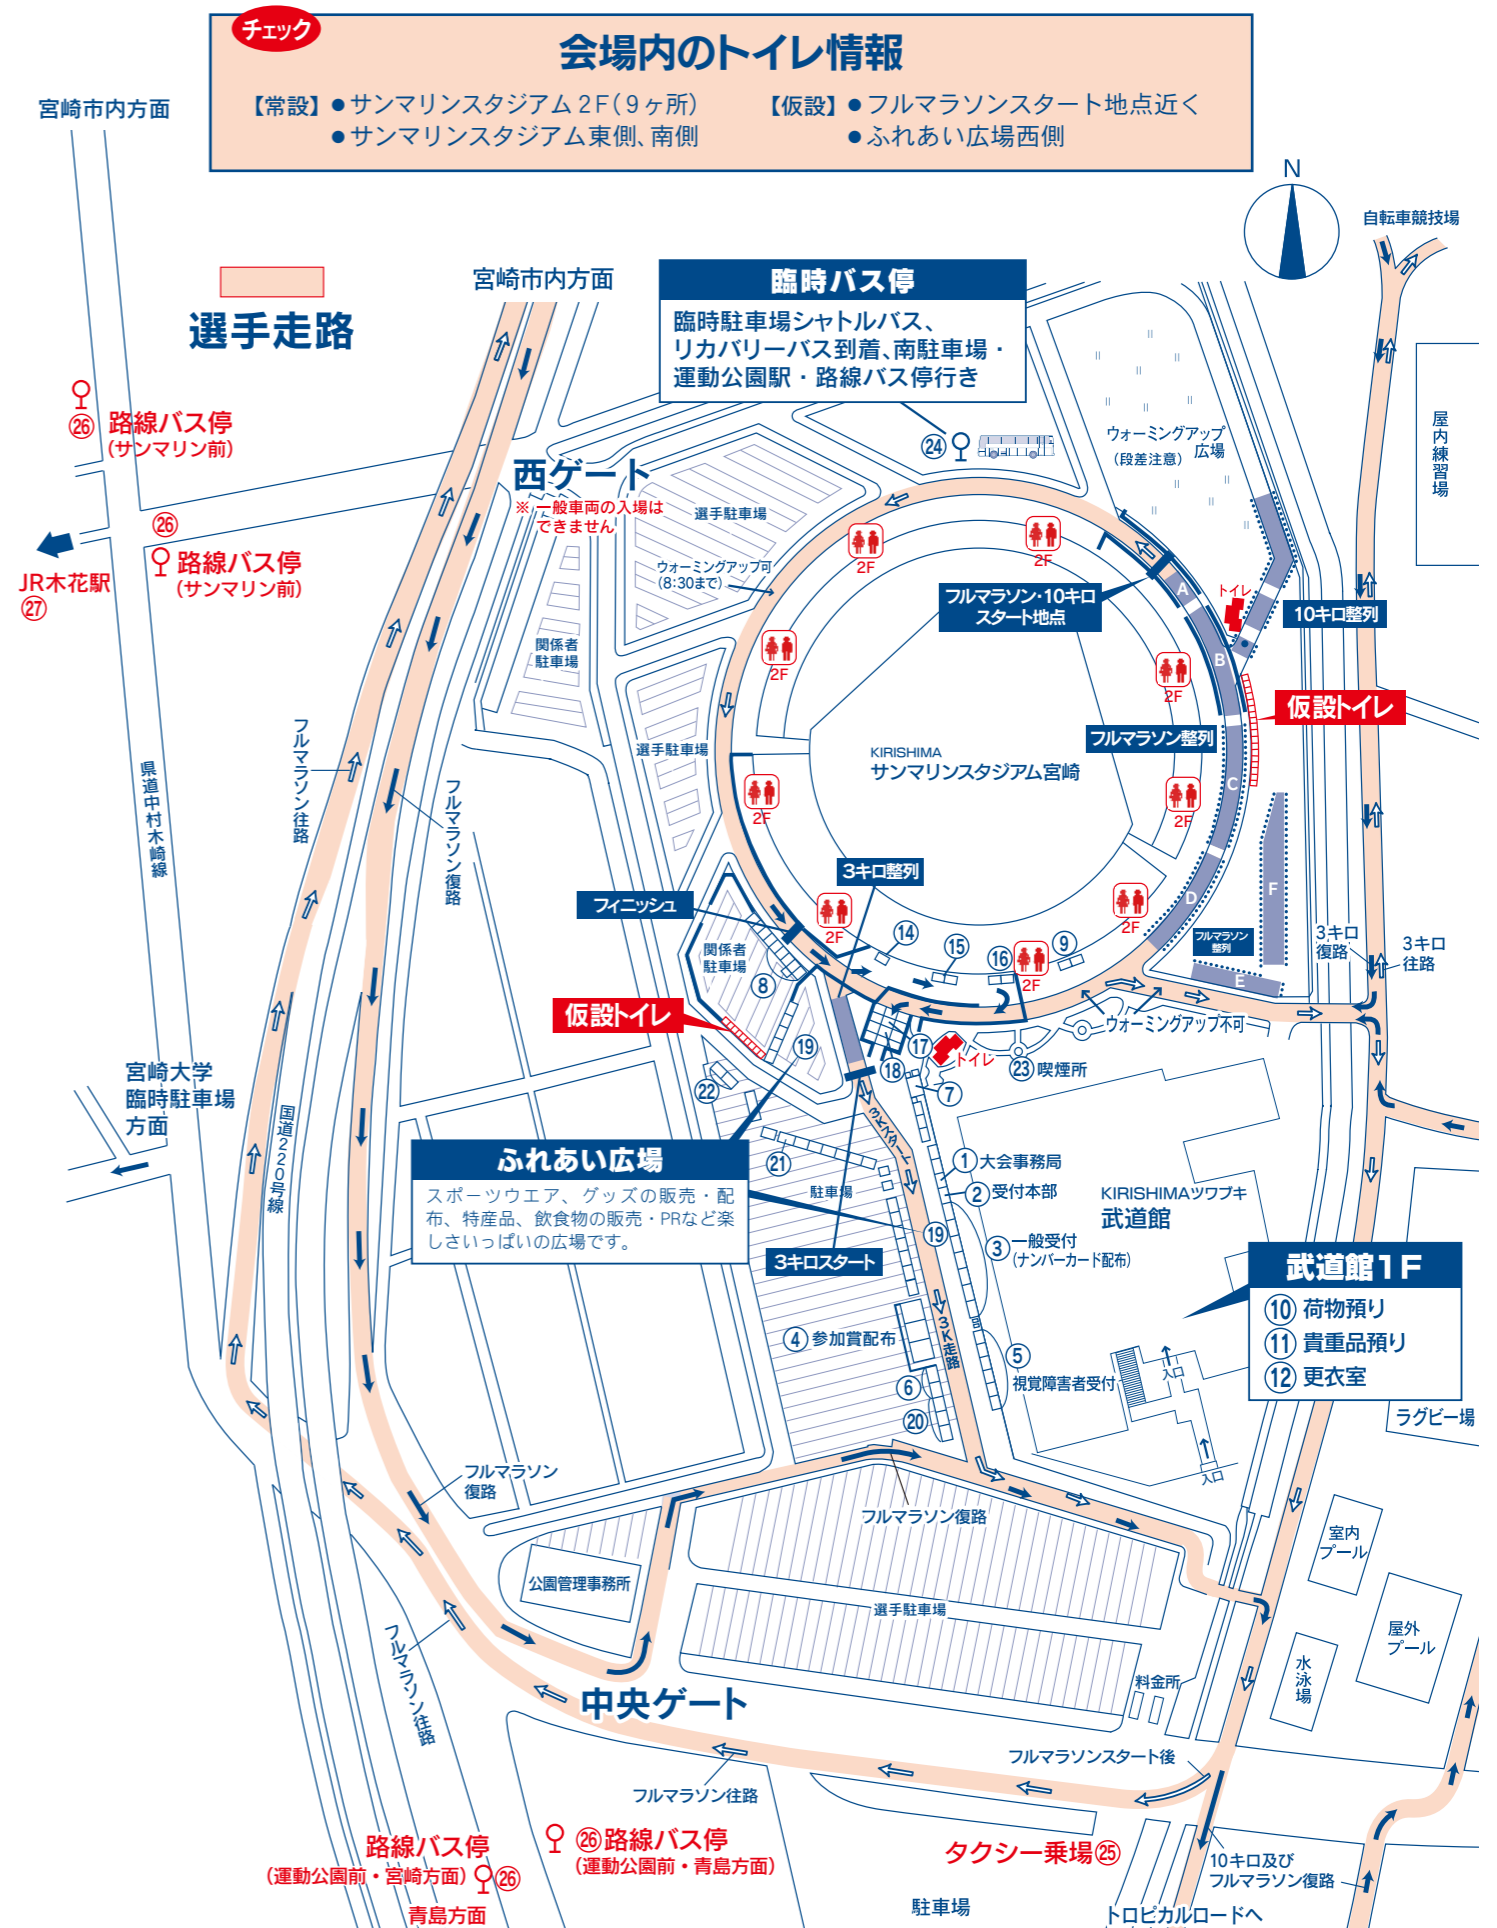 チェック
会場内のトイレ情報
【常設】●サンマリンスタジアム2F(9ヶ所)
●サンマリンスタジアム東側、南側
【仮設】●フルマラソンスタート地点近く
●ふれあい広場西側
宮崎市内方面
N
自転車競技場
選手走路
宮崎市内方面
臨時バス停
臨時駐車場シャトルバス、
リカバリーバス到着、南駐車場・
運動公園駅・路線バス停行き
㉔
ウォーミングアップ
広場
(段差注意)
屋内練習場
㉖
路線バス停
(サンマリン前)
西ゲート
※一般車両の入場は
できません
選手駐車場
㉖
路線バス停
(サンマリン前)
JR木花駅
㉗
ウォーミングアップ可
(8:30まで)
2F
2F
フルマラソン・10キロ
スタート地点
A
トイレ
10キロ整列
関係者
駐車場
2F
B
2F
仮設トイレ
フルマラソン整列
選手駐車場
KIRISHIMA
サンマリンスタジアム宮崎
C
2F
2F
フルマラソン往路
フルマラソン復路
県道中村木崎線
3キロ整列
フィニッシュ
2F
D
2F
F
フルマラソン
整列
E
3キロ
復路
3キロ
往路
関係者
駐車場
⑧
⑭
⑮
⑯
2F
⑨
仮設トイレ
⑲
⑰
⑱
トイレ
㉓喫煙所
ウォーミングアップ不可
㉒
⑦
宮崎大学
臨時駐車場
方面
国道220号線
3Kスタート
ふれあい広場
スポーツウエア、グッズの販売・配
布、特産品、飲食物の販売・PRなど楽
しさいっぱいの広場です。
㉑
駐車場
①大会事務局
②受付本部
KIRISHIMAツワブキ
武道館
⑲
③一般受付
(ナンバーカード配布)
3キロスタート
武道館1F
⑩荷物預り
⑪貴重品預り
⑫更衣室
④参加賞配布
3K走路
⑤
視覚障害者受付
⑥
⑳
入口
入口
ラグビー場
フルマラソン
復路
フルマラソン復路
室内
プール
公園管理事務所
選手駐車場
屋外
プール
水泳場
フルマラソン往路
料金所
中央ゲート
フルマラソンスタート後
フルマラソン往路
路線バス停
(運動公園前・宮崎方面)
㉖
㉖路線バス停
(運動公園前・青島方面)
タクシー乗場㉕
10キロ及び
フルマラソン復路
青島方面
駐車場
トロピカルロードへ